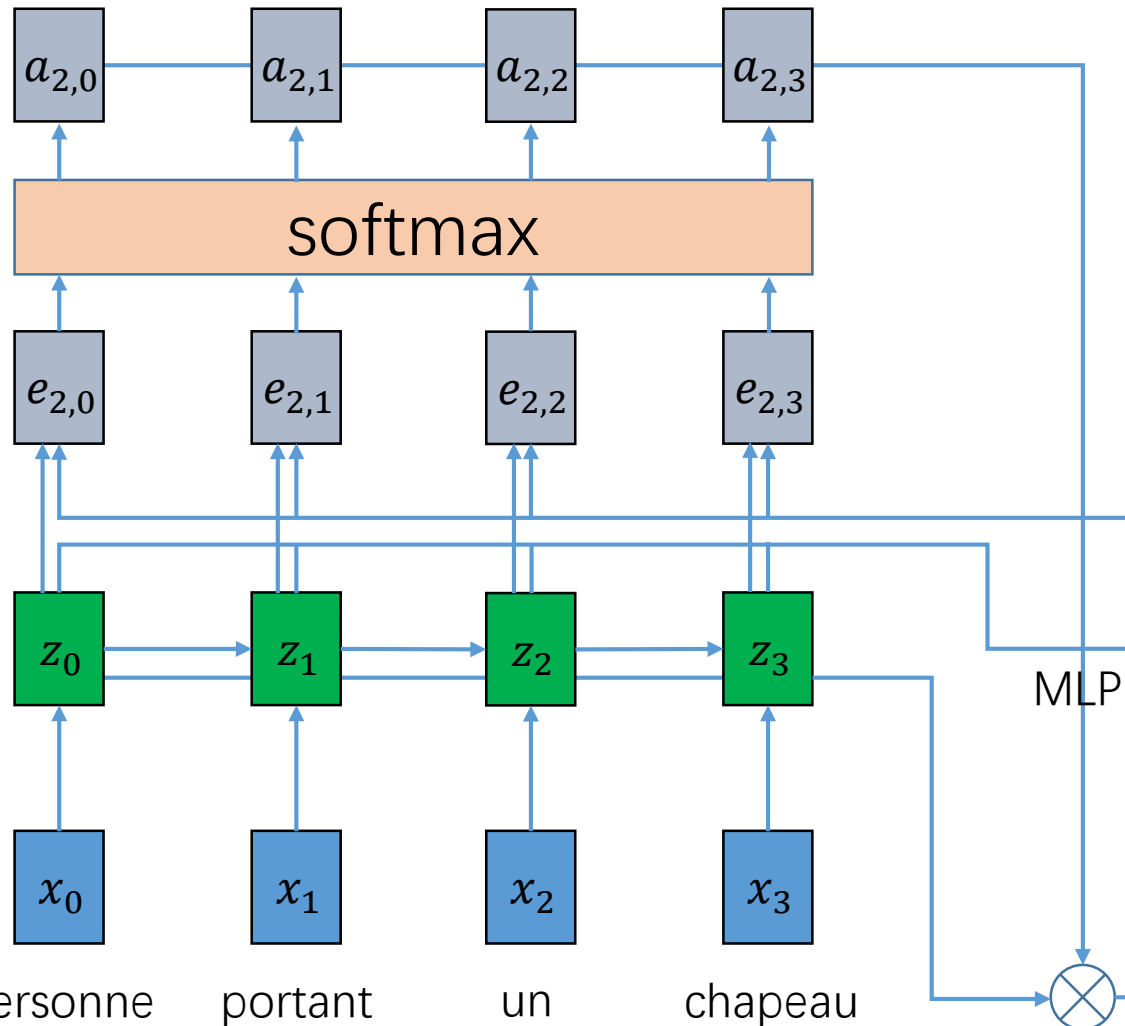 a₂,₀ a₂,₁ a₂,₂ a₂,₃
softmax
e₂,₀ e₂,₁ e₂,₂ e₂,₃
z₀ z₁ z₂ z₃
MLP
x₀ x₁ x₂ x₃
ersonne portant un chapeau